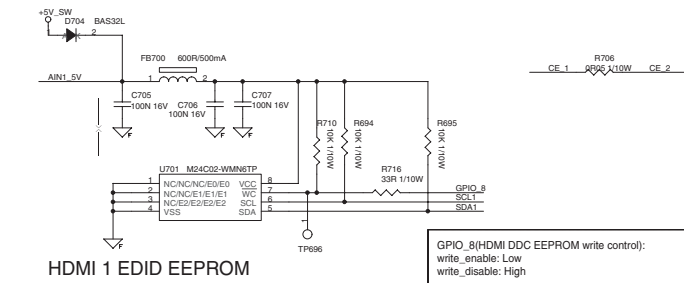 +5V_SW
D704 BAS32L
1 2
FB700 600R/500mA
AIN1_5V
1 2
C705
100N 16V
C706
100N 16V
C707
100N 16V
F
F
F
R706
CE_1 0R05 1/10W CE_2
R710
10K 1/10W
R694
10K 1/10W
R695
10K 1/10W
R716
33R 1/10W
U701 M24C02-WMN6TP
1 NC/NC/NC/E0/E0 VCC 8
2 NC/NC/E1/E1/E1 WC 7 GPIO_8
3 NC/E2/E2/E2/E2 SCL 6 SCL1
4 VSS SDA 5 SDA1
F
1
TP696
HDMI 1 EDID EEPROM
GPIO_8(HDMI DDC EEPROM write control):
write_enable: Low
write_disable: High